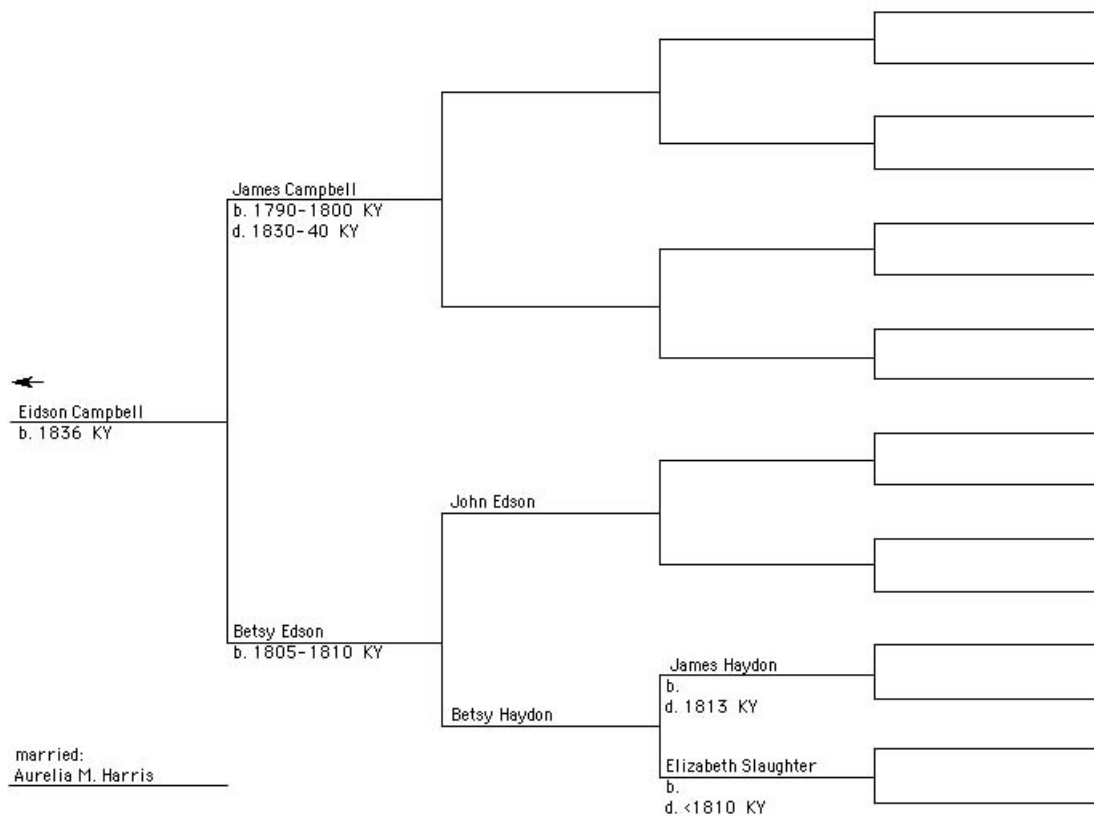 James Campbell
b. 1790-1800 KY
d. 1830-40 KY
Eidson Campbell
b. 1836 KY
John Edson
Betsy Edson
b. 1805-1810 KY
James Haydon
b.
d. 1813 KY
Betsy Haydon
Elizabeth Slaughter
b.
d. <1810 KY
married:
Aurelia M. Harris